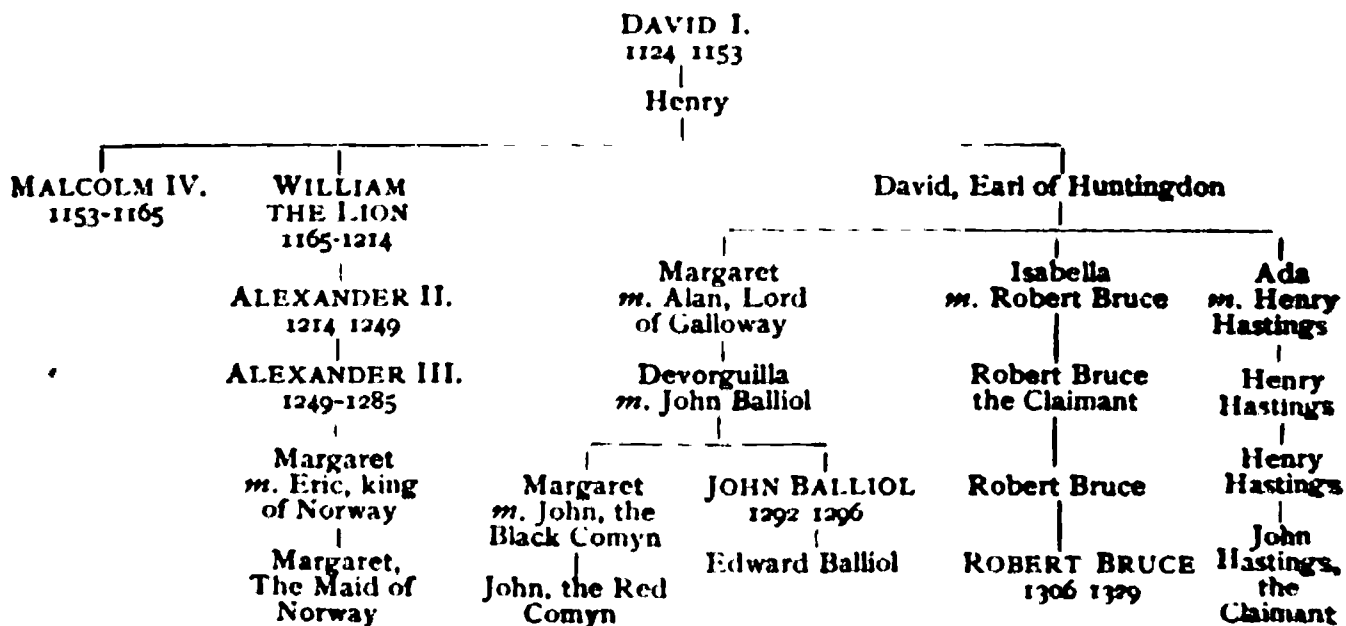 DAVID I.
1124 1153
Henry
MALCOLM IV.
1153-1165
WILLIAM
THE LION
1165-1214
David, Earl of Huntingdon
ALEXANDER II.
1214 1249
Margaret
m. Alan, Lord
of Galloway
Isabella
m. Robert Bruce
Ada
m. Henry
Hastings
ALEXANDER III.
1249-1285
Devorguilla
m. John Balliol
Robert Bruce
the Claimant
Henry
Hastings
Margaret
m. Eric, king
of Norway
Margaret
m. John, the
Black Comyn
JOHN BALLIOL
1292 1296
Robert Bruce
Henry
Hastings
Margaret,
The Maid of
Norway
John, the Red
Comyn
Edward Balliol
ROBERT BRUCE
1306 1329
John
Hastings,
the
Claimant